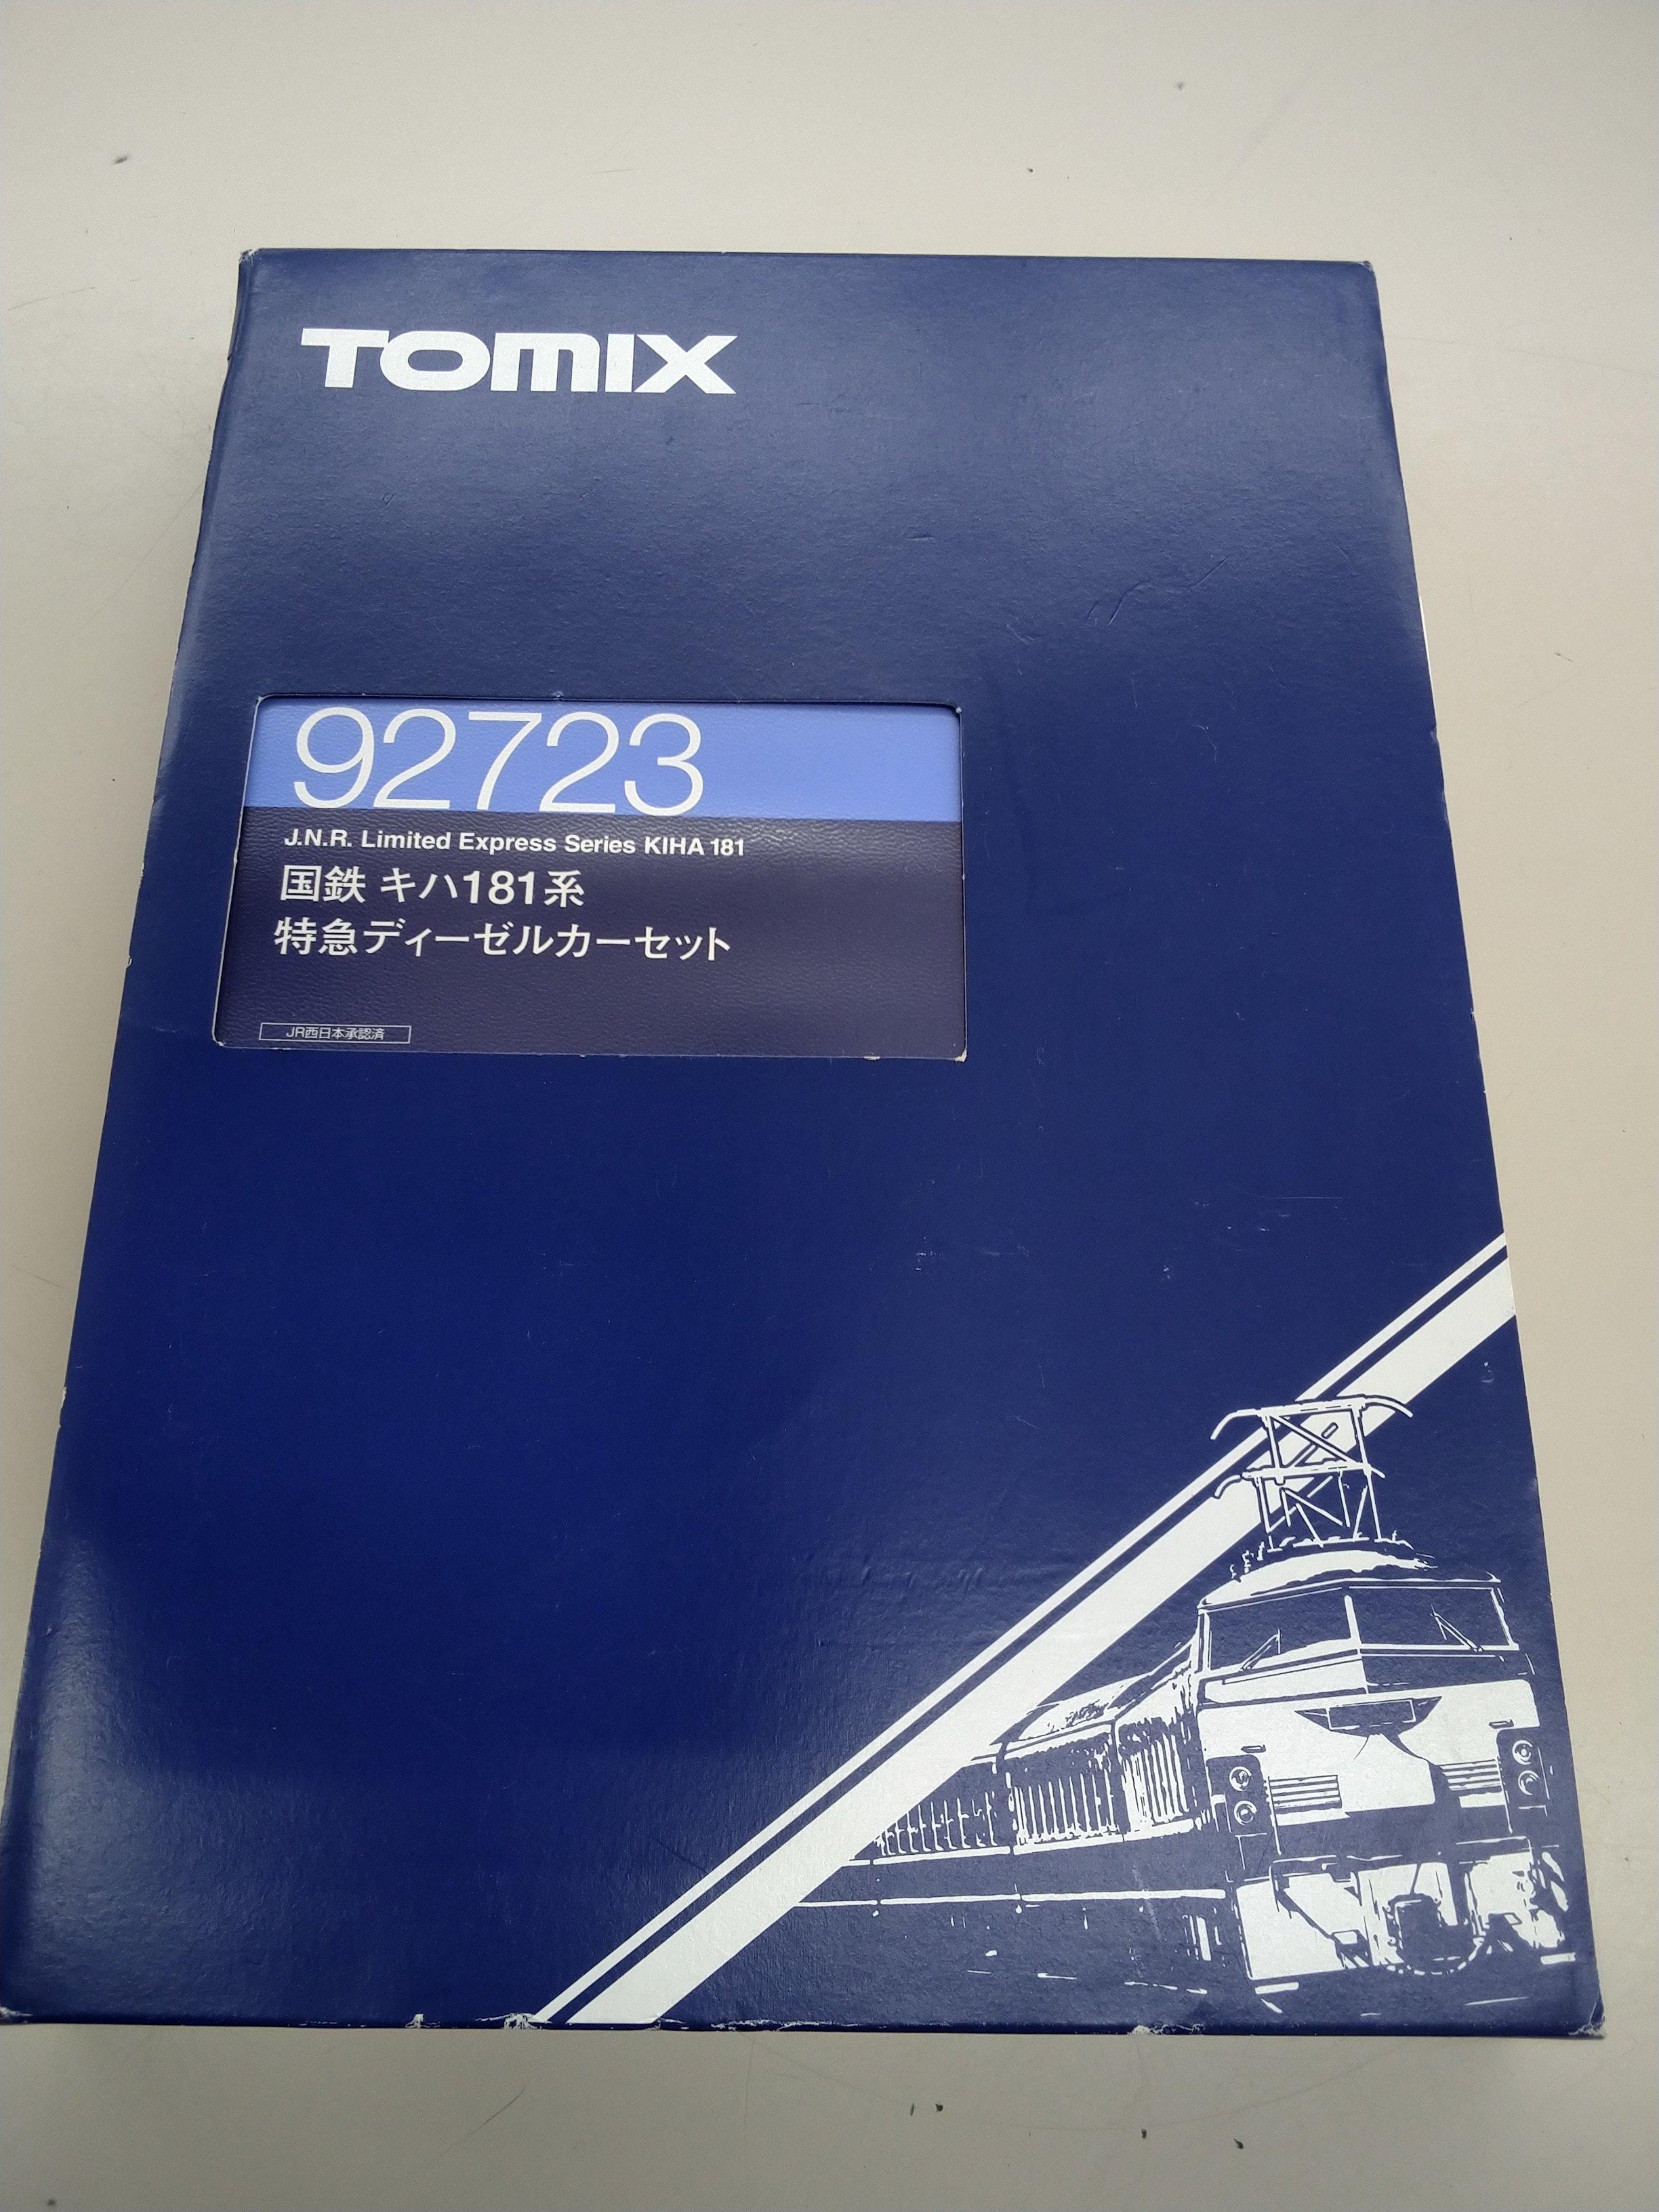 TOMIX
92723
J.N.R. Limited Express Series KIHA 181
国鉄 キハ181系
特急ディーゼルカーセット
JR西日本承認済